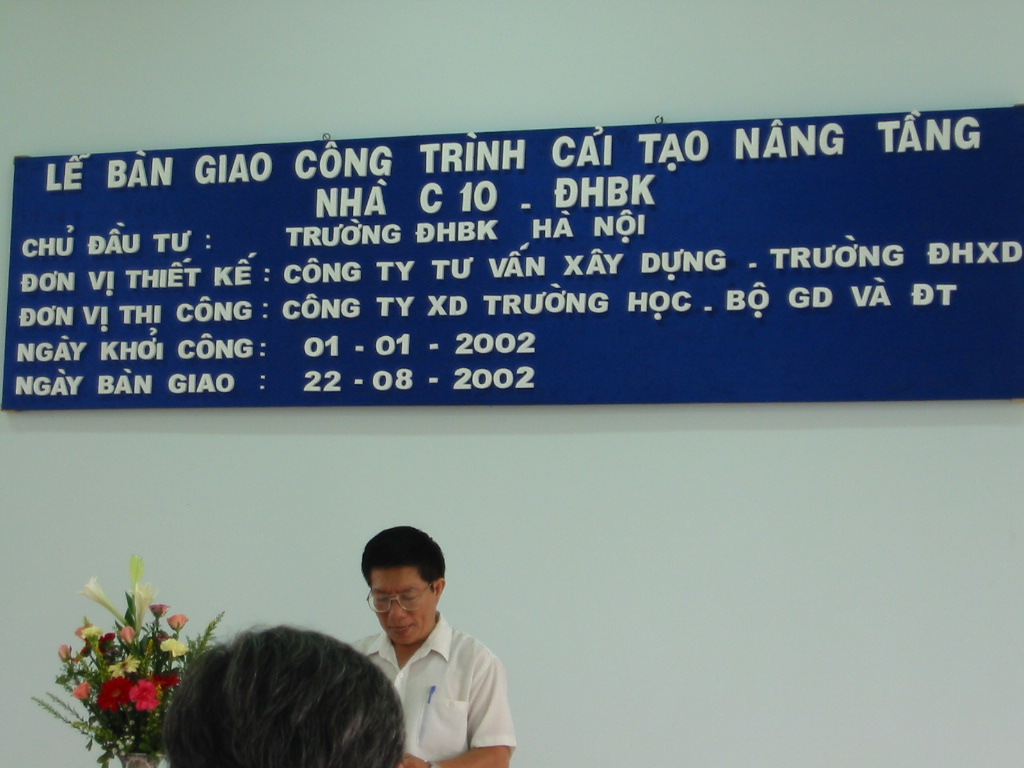 LỄ BÀN GIAO CÔNG TRÌNH CẢI TẠO NÂNG TẦNG
NHÀ C 10 - ĐHBK
CHỦ ĐẦU TƯ : TRƯỜNG ĐHBK HÀ NỘI
ĐƠN VỊ THIẾT KẾ : CÔNG TY TƯ VẤN XÂY DỰNG - TRƯỜNG ĐHXD
ĐƠN VỊ THI CÔNG : CÔNG TY XD TRƯỜNG HỌC - BỘ GD VÀ ĐT
NGÀY KHỞI CÔNG : 01 - 01 - 2002
NGÀY BÀN GIAO : 22 - 08 - 2002